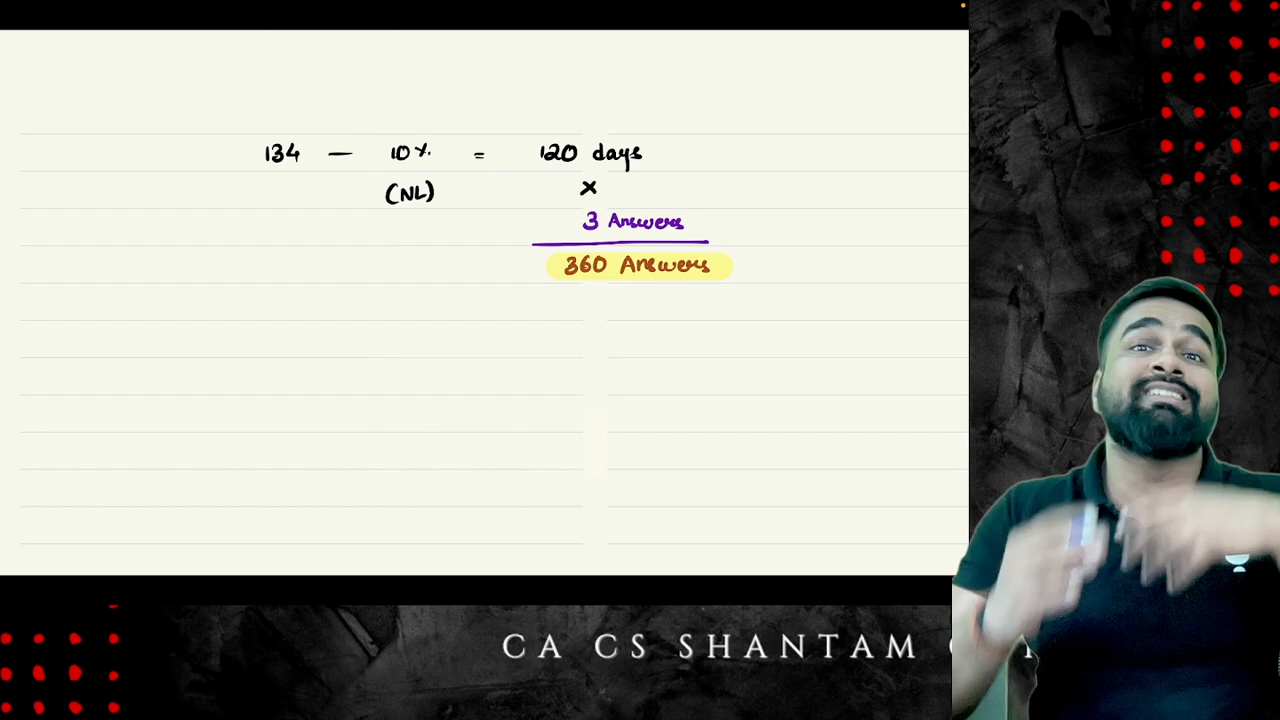 134 — 10% = 120 days
(NL) ×
3 Answers
360 Answers
CA CS SHANTAM